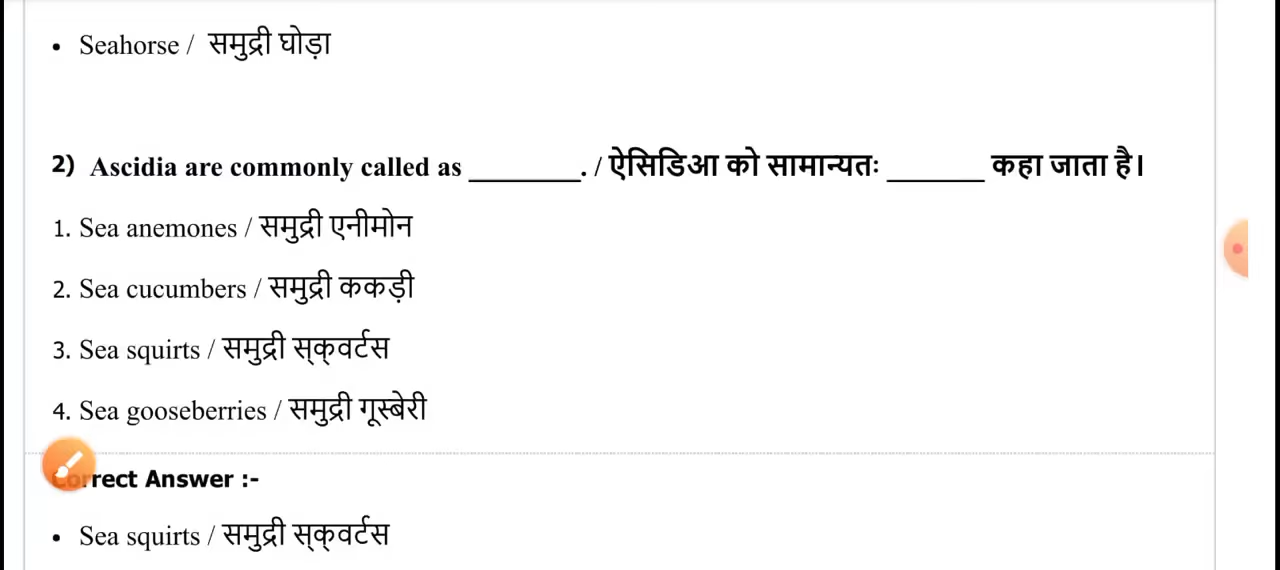 • Seahorse / समुद्री घोड़ा
2) Ascidia are commonly called as ________. / ऐसिडिआ को सामान्यतः _______ कहा जाता है।
1. Sea anemones / समुद्री एनीमोन
2. Sea cucumbers / समुद्री ककड़ी
3. Sea squirts / समुद्री स्क्वर्टस
4. Sea gooseberries / समुद्री गूस्बेरी
Correct Answer :-
• Sea squirts / समुद्री स्क्वर्टस